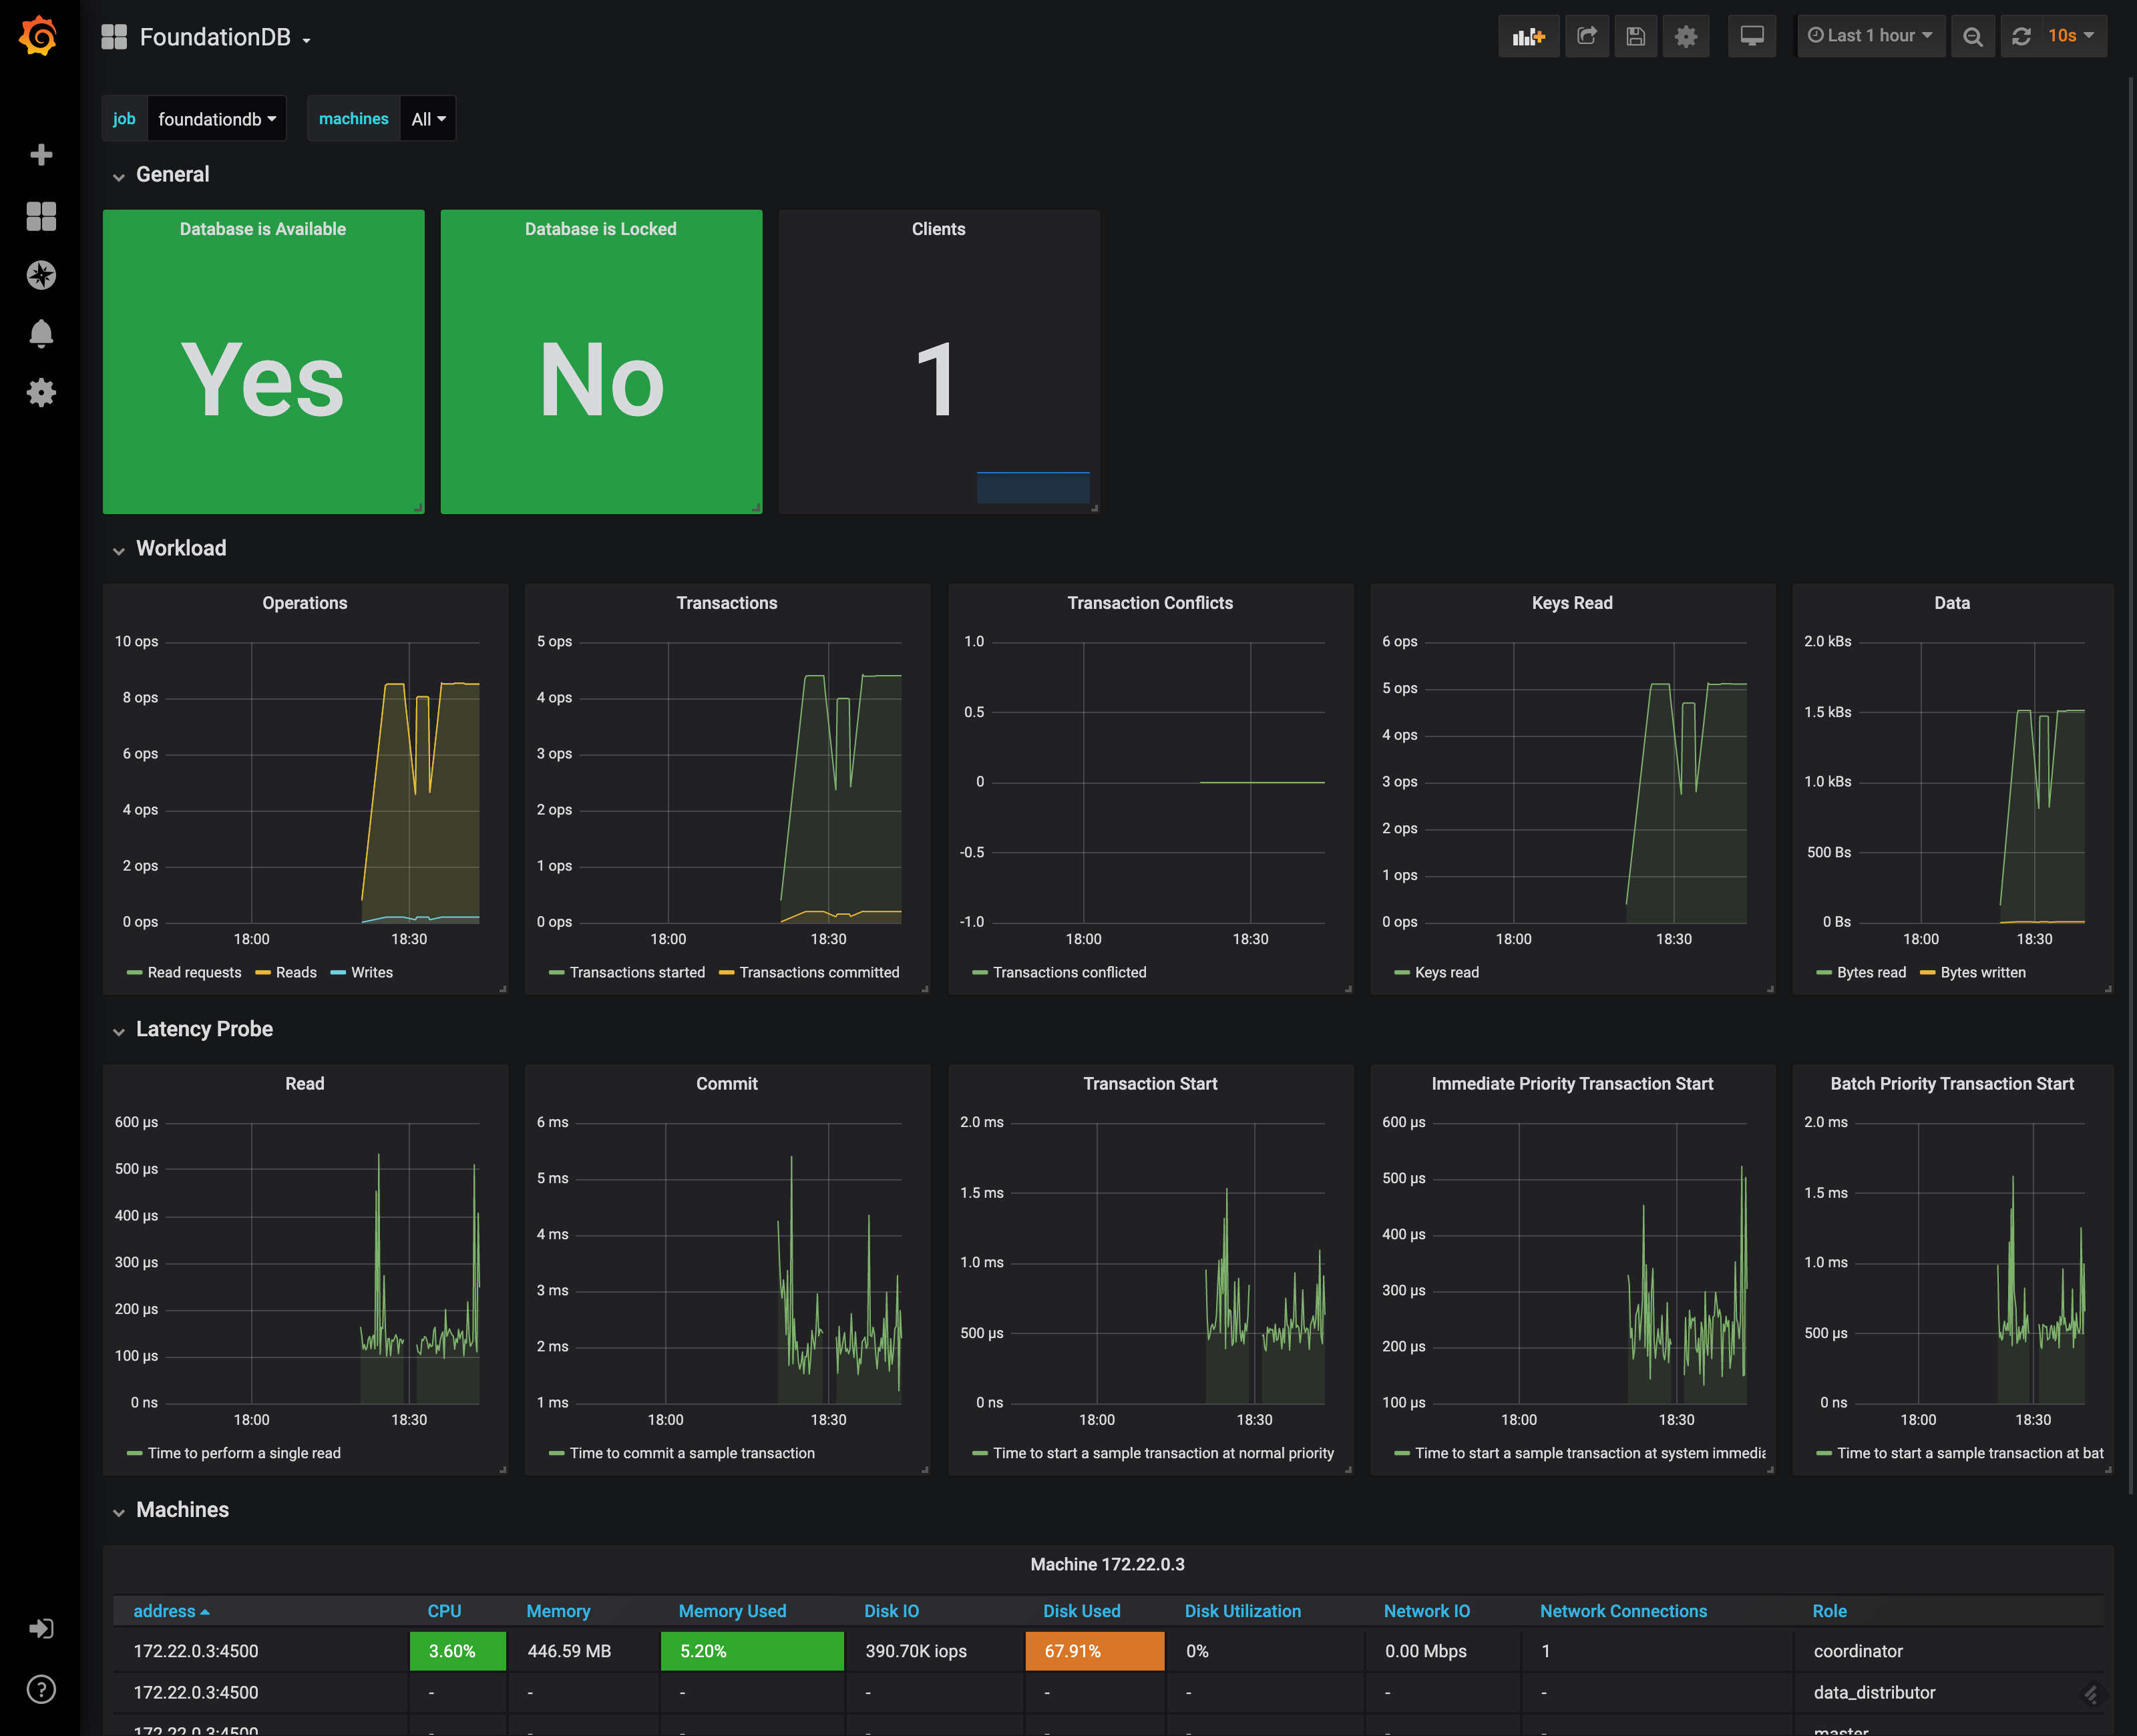 FoundationDB
Last 1 hour
10s
job foundationdb machines All
General
Database is Available
Yes
Database is Locked
No
Clients
1
Workload
Operations
10 ops
8 ops
6 ops
4 ops
2 ops
0 ops
18:00 18:30
Read requests Reads Writes
Transactions
5 ops
4 ops
3 ops
2 ops
1 ops
0 ops
18:00 18:30
Transactions started Transactions committed
Transaction Conflicts
1.0
0.5
0
-0.5
-1.0
18:00 18:30
Transactions conflicted
Keys Read
6 ops
5 ops
4 ops
3 ops
2 ops
1 ops
0 ops
18:00 18:30
Keys read
Data
2.0 kBs
1.5 kBs
1.0 kBs
500 Bs
0 Bs
18:00 18:30
Bytes read Bytes written
Latency Probe
Read
600 µs
500 µs
400 µs
300 µs
200 µs
100 µs
0 ns
18:00 18:30
Time to perform a single read
Commit
6 ms
5 ms
4 ms
3 ms
2 ms
1 ms
18:00 18:30
Time to commit a sample transaction
Transaction Start
2.0 ms
1.5 ms
1.0 ms
500 µs
0 ns
18:00 18:30
Time to start a sample transaction at normal priority
Immediate Priority Transaction Start
600 µs
500 µs
400 µs
300 µs
200 µs
100 µs
18:00 18:30
Time to start a sample transaction at system immedia
Batch Priority Transaction Start
2.0 ms
1.5 ms
1.0 ms
500 µs
0 ns
18:00 18:30
Time to start a sample transaction at bat
Machines
Machine 172.22.0.3
address CPU Memory Memory Used Disk IO Disk Used Disk Utilization Network IO Network Connections Role
172.22.0.3:4500 3.60% 446.59 MB 5.20% 390.70K iops 67.91% 0% 0.00 Mbps 1 coordinator
172.22.0.3:4500 - - - - - - - - data_distributor
172.22.0.3:4500 - - - - - - - - master